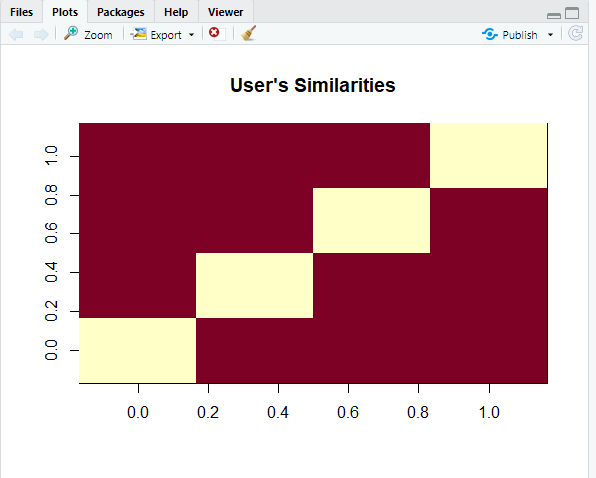 Files Plots Packages Help Viewer
Zoom Export Publish
User's Similarities
1.0
0.8
0.6
0.4
0.2
0.0
0.0 0.2 0.4 0.6 0.8 1.0